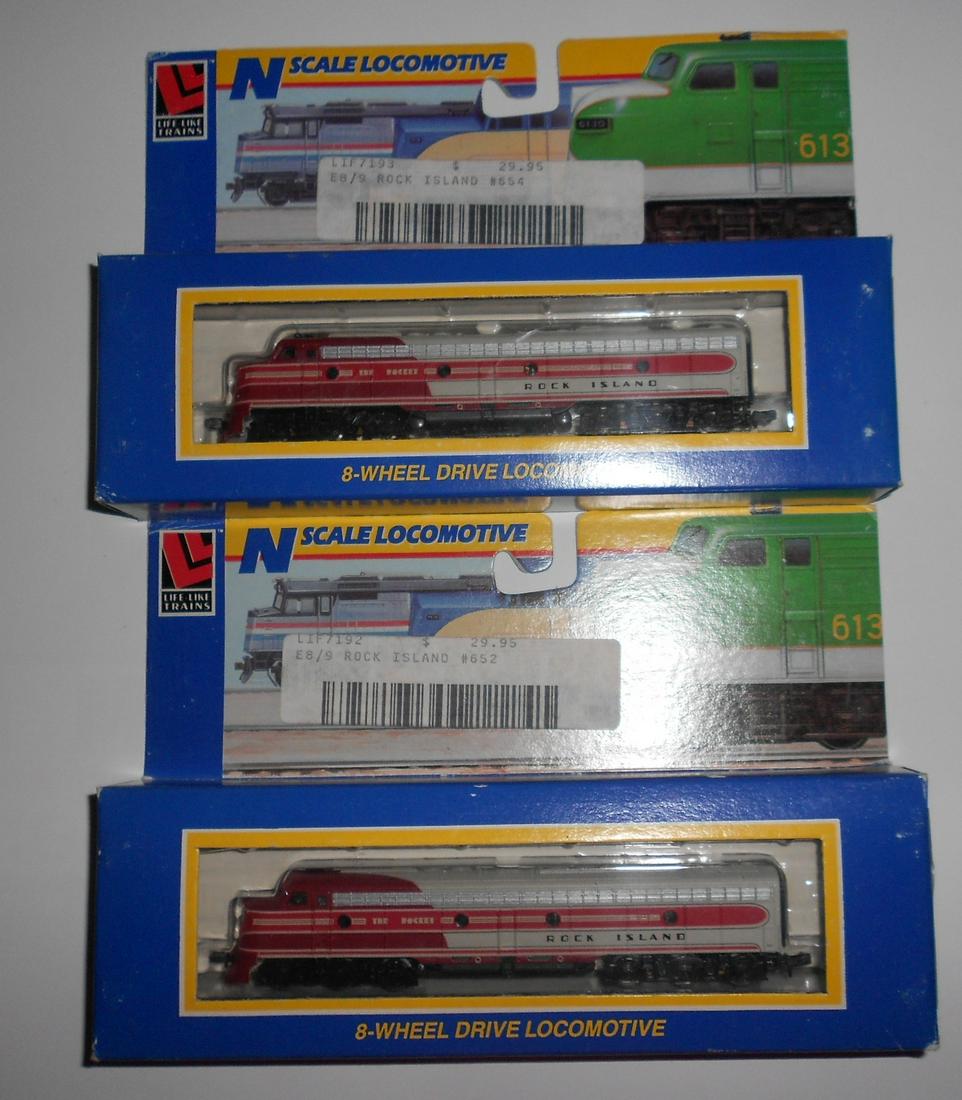 N SCALE LOCOMOTIVE
LIFE-LIKE
TRAINS
6139
613
LIF7193 $ 29.95
E8/9 ROCK ISLAND #654
THE ROCKET
ROCK ISLAND
8-WHEEL DRIVE LOCOM
N SCALE LOCOMOTIVE
LIFE-LIKE
TRAINS
613
LIF7192 $ 29.95
E8/9 ROCK ISLAND #652
THE ROCKET
ROCK ISLAND
8-WHEEL DRIVE LOCOMOTIVE